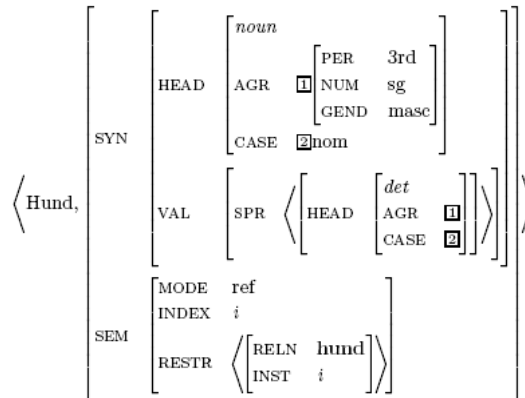 noun
PER 3rd
HEAD AGR 1 NUM sg
GEND masc
SYN CASE 2 nom
Hund,
det
VAL SPR HEAD AGR 1
CASE 2
MODE ref
INDEX i
SEM
RESTR RELN hund
INST i